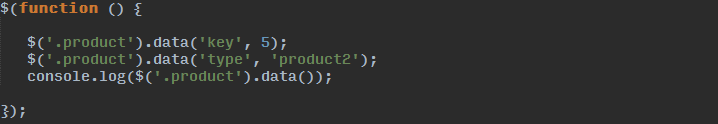 $(function () {
$('.product').data('key', 5);
$('.product').data('type', 'product2');
console.log($('.product').data());
});